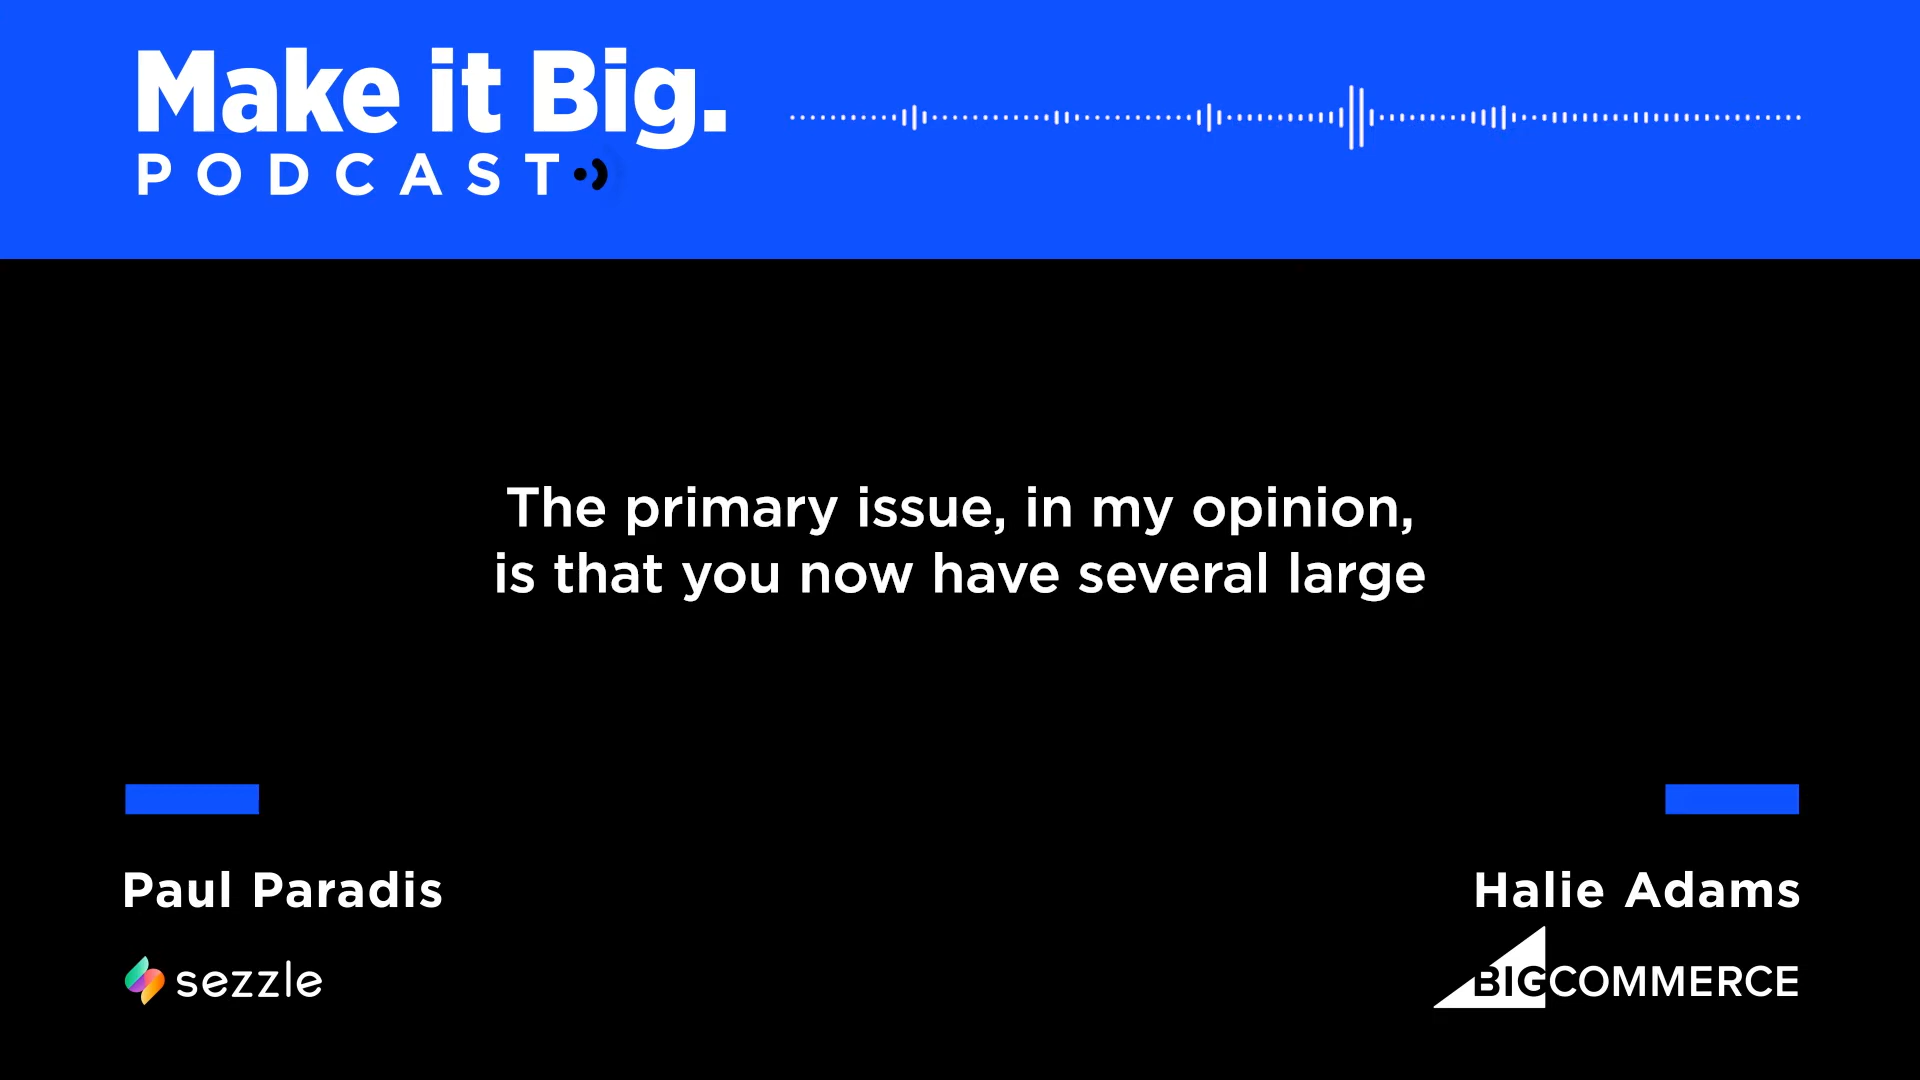 Make it Big.
PODCAST
The primary issue, in my opinion,
is that you now have several large
Paul Paradis
Halie Adams
sezzle
BIGCOMMERCE